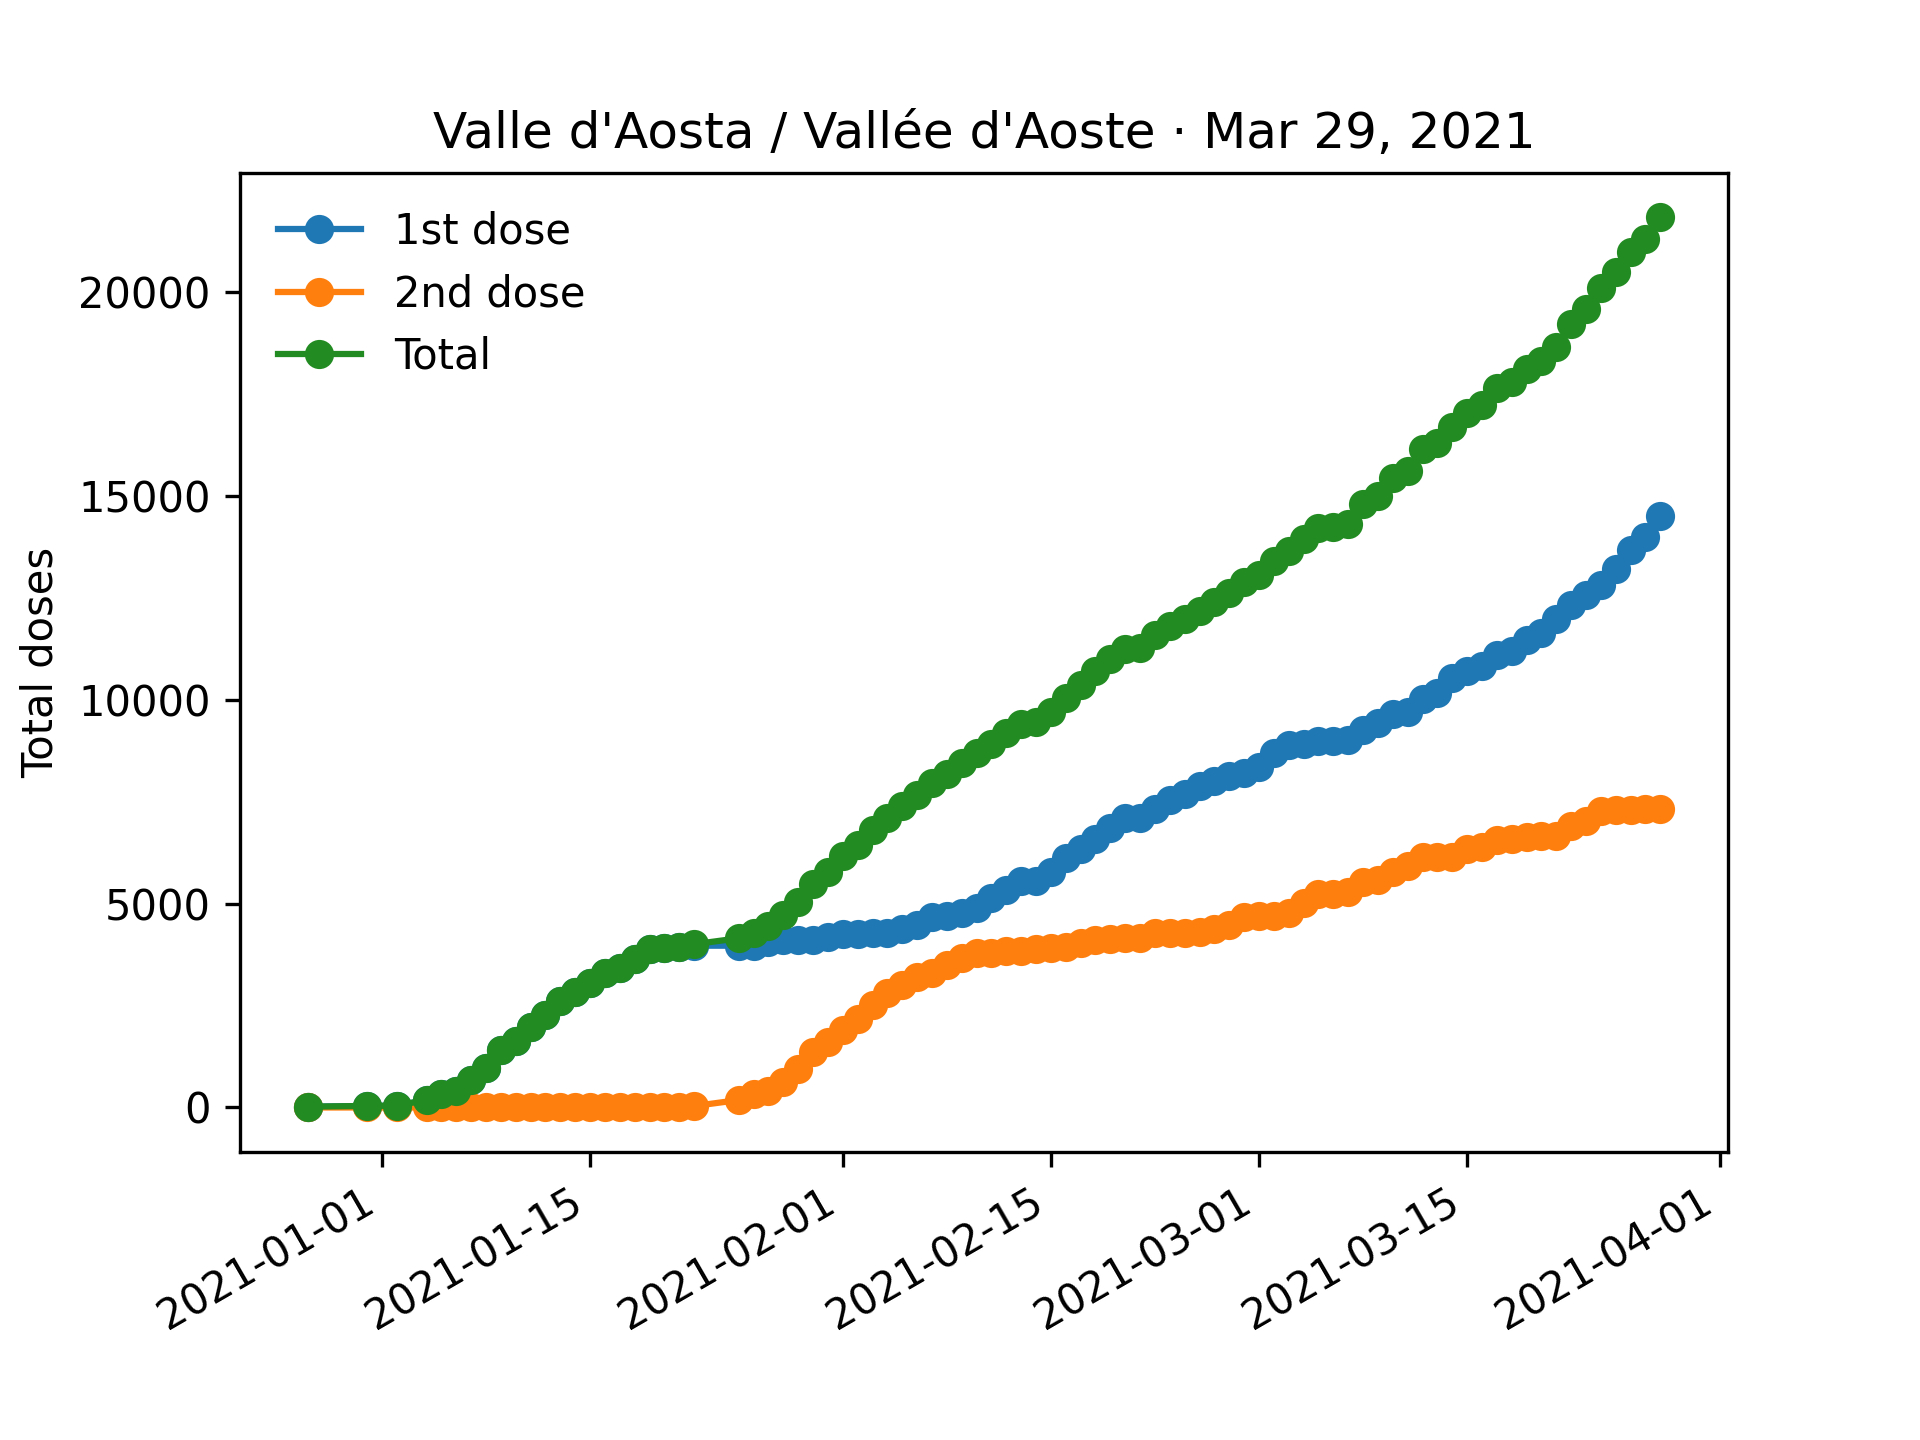 Valle d'Aosta / Vallée d'Aoste · Mar 29, 2021
1st dose
2nd dose
Total
Total doses
20000
15000
10000
5000
0
2021-01-01
2021-01-15
2021-02-01
2021-02-15
2021-03-01
2021-03-15
2021-04-01